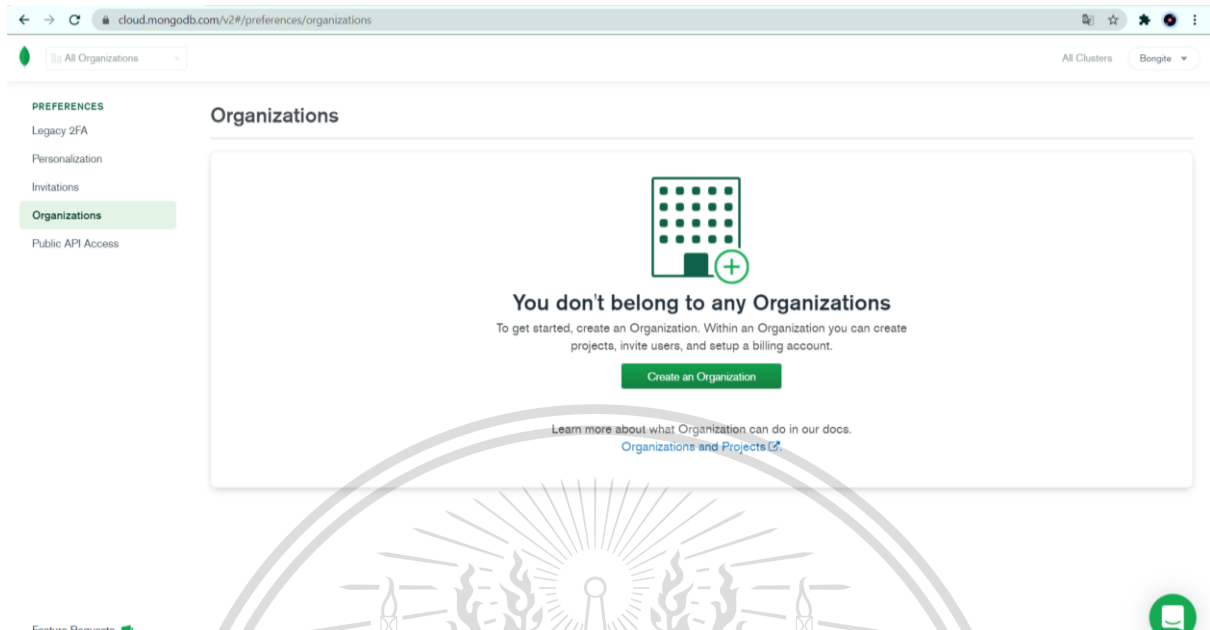 cloud.mongodb.com/v2#/preferences/organizations
All Organizations
All Clusters
Bongite
PREFERENCES
Legacy 2FA
Personalization
Invitations
Organizations
Public API Access
Organizations
You don't belong to any Organizations
To get started, create an Organization. Within an Organization you can create
projects, invite users, and setup a billing account.
Create an Organization
Learn more about what Organization can do in our docs.
Organizations and Projects.
Feature Requests